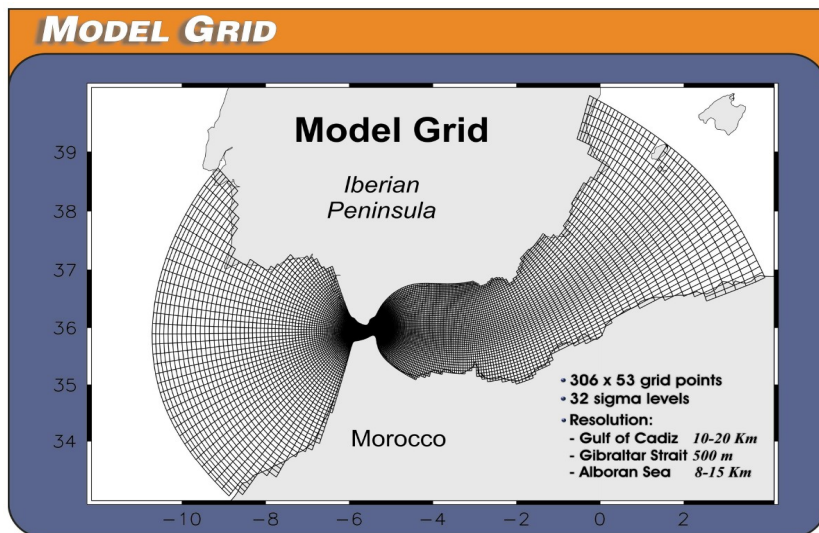 MODEL GRID
Model Grid
Iberian
Peninsula
39
38
37
36
35
34
Morocco
• 306 x 53 grid points
• 32 sigma levels
• Resolution:
- Gulf of Cadiz 10-20 Km
- Gibraltar Strait 500 m
- Alboran Sea 8-15 Km
-10 -8 -6 -4 -2 0 2